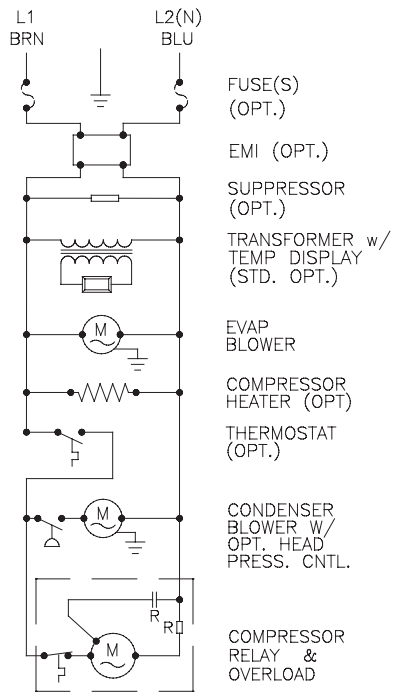 L1
L2(N)
BRN
BLU
FUSE(S)
(OPT.)
EMI (OPT.)
SUPPRESSOR
(OPT.)
TRANSFORMER w/
TEMP DISPLAY
(STD. OPT.)
M
EVAP
BLOWER
COMPRESSOR
HEATER (OPT)
THERMOSTAT
(OPT.)
M
CONDENSER
BLOWER W/
OPT. HEAD
PRESS. CNTL.
R
R
M
COMPRESSOR
RELAY &
OVERLOAD